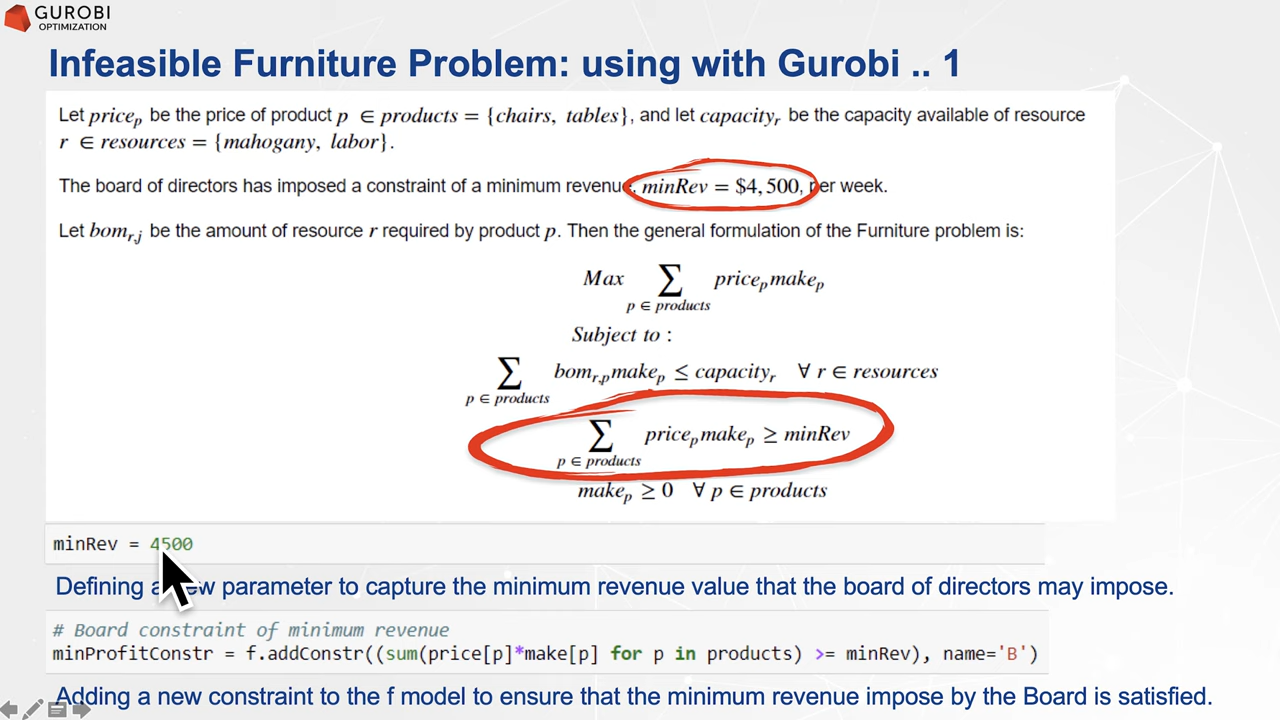 GUROBI
OPTIMIZATION
Infeasible Furniture Problem: using with Gurobi .. 1
Let price_p be the price of product p ∈ products = {chairs, tables}, and let capacity_r be the capacity available of resource
r ∈ resources = {mahogany, labor}.
The board of directors has imposed a constraint of a minimum revenue, minRev = $4,500, per week.
Let bom_{r,j} be the amount of resource r required by product p. Then the general formulation of the Furniture problem is:
Max ∑_{p ∈ products} price_p make_p
Subject to :
∑_{p ∈ products} bom_{r,p} make_p ≤ capacity_r ∀ r ∈ resources
∑_{p ∈ products} price_p make_p ≥ minRev
make_p ≥ 0 ∀ p ∈ products
minRev = 4500
Defining a new parameter to capture the minimum revenue value that the board of directors may impose.
# Board constraint of minimum revenue
minProfitConstr = f.addConstr((sum(price[p]*make[p] for p in products) >= minRev), name='B')
Adding a new constraint to the f model to ensure that the minimum revenue impose by the Board is satisfied.